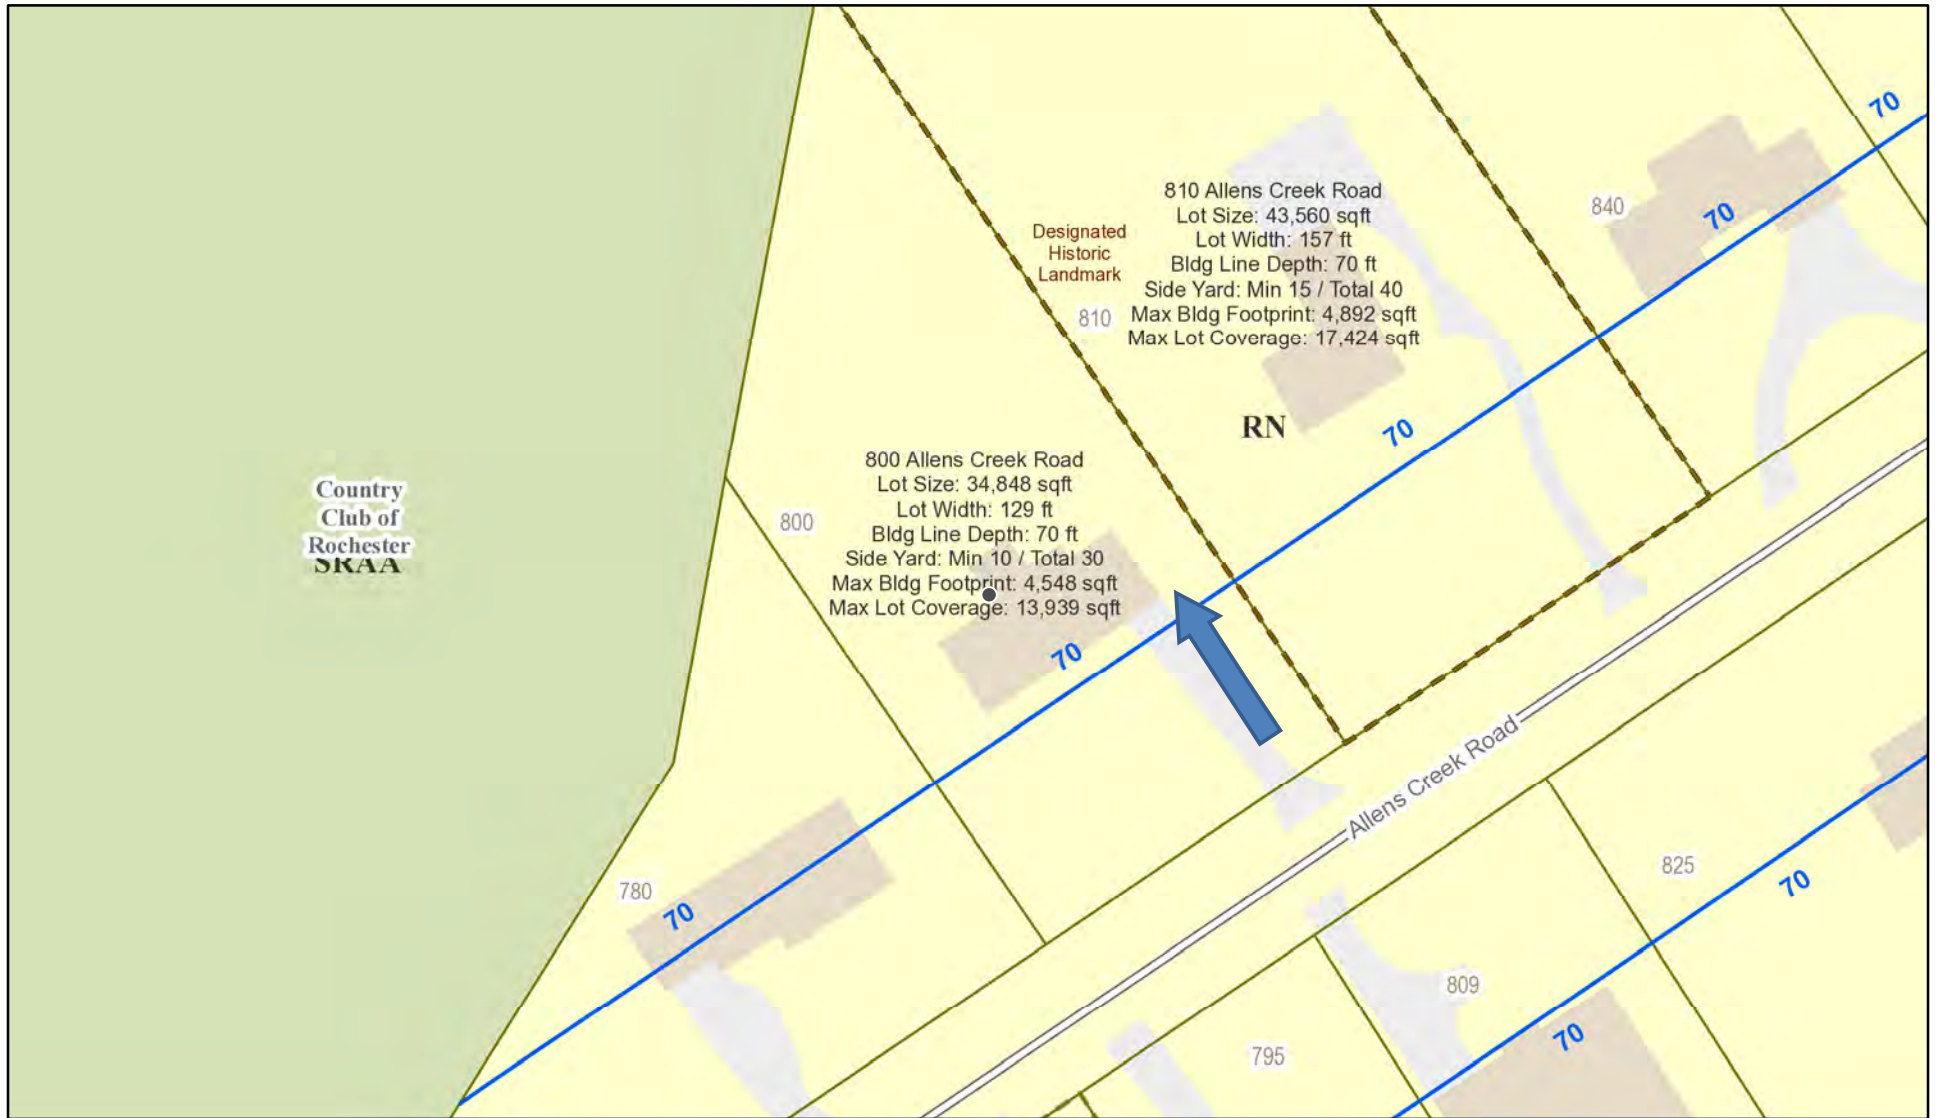 70
810 Allens Creek Road
Lot Size: 43,560 sqft
Lot Width: 157 ft
Bldg Line Depth: 70 ft
Side Yard: Min 15 / Total 40
Max Bldg Footprint: 4,892 sqft
Max Lot Coverage: 17,424 sqft
840
70
Designated
Historic
Landmark
810
RN
70
800 Allens Creek Road
Lot Size: 34,848 sqft
Lot Width: 129 ft
Bldg Line Depth: 70 ft
Side Yard: Min 10 / Total 30
Max Bldg Footprint: 4,548 sqft
Max Lot Coverage: 13,939 sqft
800
Country
Club of
Rochester
SRAA
70
Allens Creek Road
825
70
780
70
809
70
795